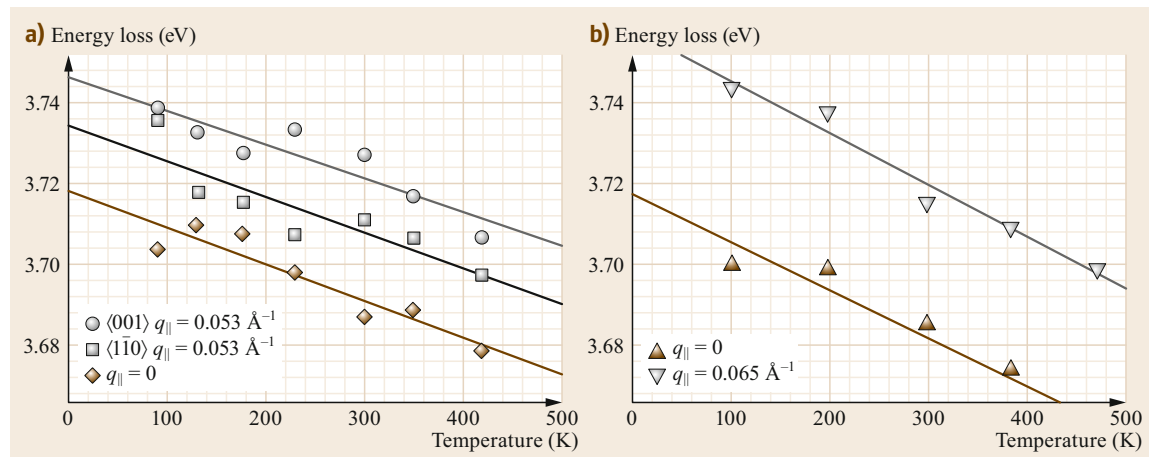 a) Energy loss (eV)
3.74
3.72
3.70
3.68
⟨001⟩ q|| = 0.053 Å⁻¹
⟨11̄0⟩ q|| = 0.053 Å⁻¹
q|| = 0
0 100 200 300 400 500
Temperature (K)
b) Energy loss (eV)
3.74
3.72
3.70
3.68
q|| = 0
q|| = 0.065 Å⁻¹
0 100 200 300 400 500
Temperature (K)